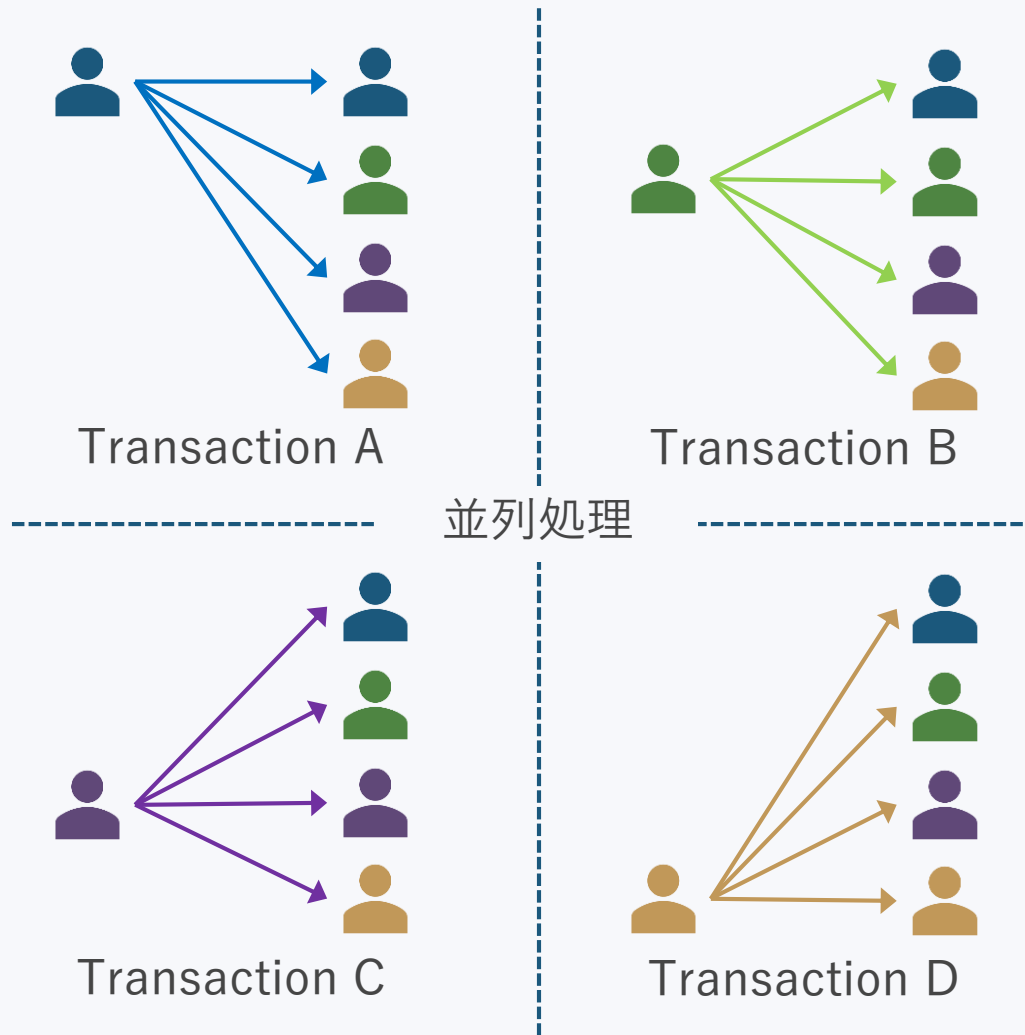 Transaction A
Transaction B
並列処理
Transaction C
Transaction D